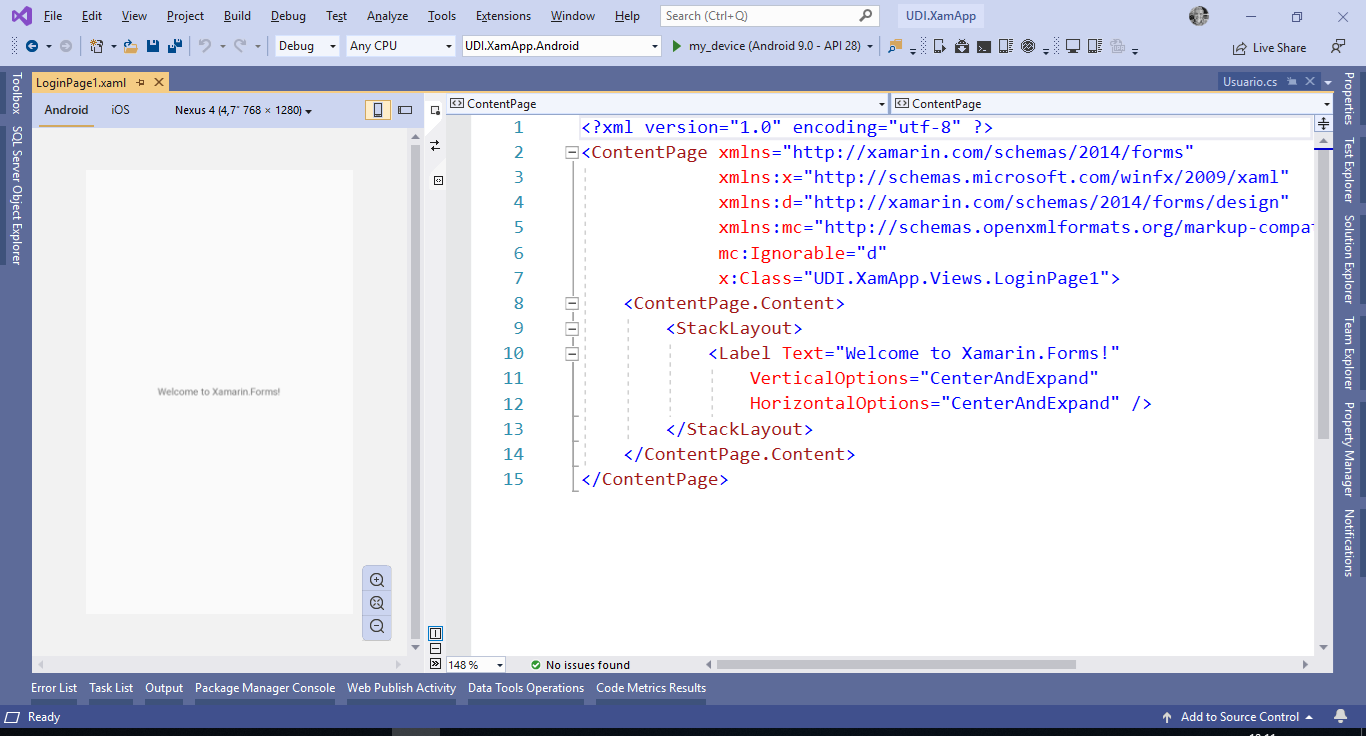 File Edit View Project Build Debug Test Analyze Tools Extensions Window Help Search (Ctrl+Q) UDI.XamApp
Debug Any CPU UDI.XamApp.Android my_device (Android 9.0 - API 28) Live Share
Toolbox
SQL Server Object Explorer
LoginPage1.xaml
Usuario.cs
Android iOS Nexus 4 (4,7" 768 × 1280)
ContentPage ContentPage
Welcome to Xamarin.Forms!
1 <?xml version="1.0" encoding="utf-8" ?>
2 <ContentPage xmlns="http://xamarin.com/schemas/2014/forms"
3 xmlns:x="http://schemas.microsoft.com/winfx/2009/xaml"
4 xmlns:d="http://xamarin.com/schemas/2014/forms/design"
5 xmlns:mc="http://schemas.openxmlformats.org/markup-compat
6 mc:Ignorable="d"
7 x:Class="UDI.XamApp.Views.LoginPage1">
8 <ContentPage.Content>
9 <StackLayout>
10 <Label Text="Welcome to Xamarin.Forms!"
11 VerticalOptions="CenterAndExpand"
12 HorizontalOptions="CenterAndExpand" />
13 </StackLayout>
14 </ContentPage.Content>
15 </ContentPage>
Properties
Test Explorer
Solution Explorer
Team Explorer
Property Manager
Notifications
148 % No issues found
Error List Task List Output Package Manager Console Web Publish Activity Data Tools Operations Code Metrics Results
Ready Add to Source Control